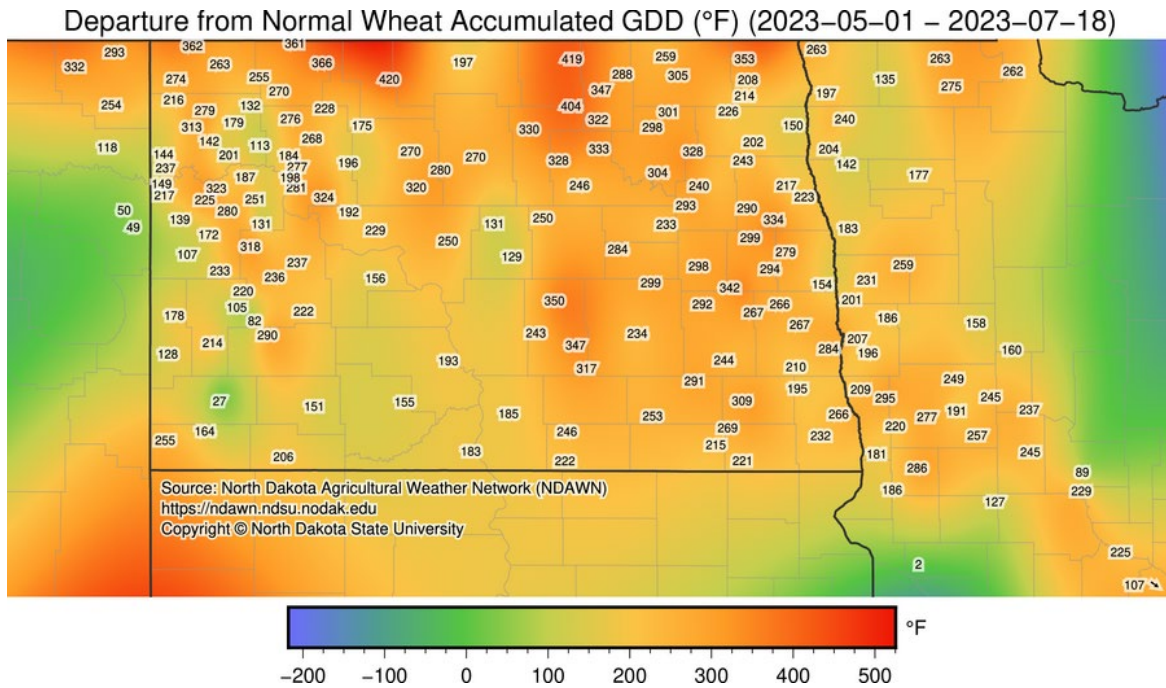 Departure from Normal Wheat Accumulated GDD (°F) (2023−05−01 − 2023−07−18)
293 362 361 419 259 353 263 263
332 263 366 197 288 305 208 135 262
274 255 420 347 275
270 214 197
254 216 132 228 404 301 226
279 276 322 240
313 179 175 330 298 150
118 142 113 268 333 202 204
144 201 184 196 270 270 328 328 243 142
237 277 280 304 177
149 187 198 320 246 240 217
217 323 281 324 223
225 251 293
50 280 192 250 290
49 139 131 229 131 233 334 183
172 250 299
107 318 129 284 279
233 237 298 294 259
236 156 299 154 231
220 350 342 201
178 105 222 292 266 186
82 267 267 158
290 243 234 207
128 214 347 284 196 160
193 317 244 210
291 195 209 249
27 151 155 309 295 245
185 253 266 277 191 237
164 246 269 232 220 257
255 215
206 183 222 221 181 286 245 89
186 229
127
Source: North Dakota Agricultural Weather Network (NDAWN)
https://ndawn.ndsu.nodak.edu
Copyright © North Dakota State University
225
2
107
°F
−200 −100 0 100 200 300 400 500